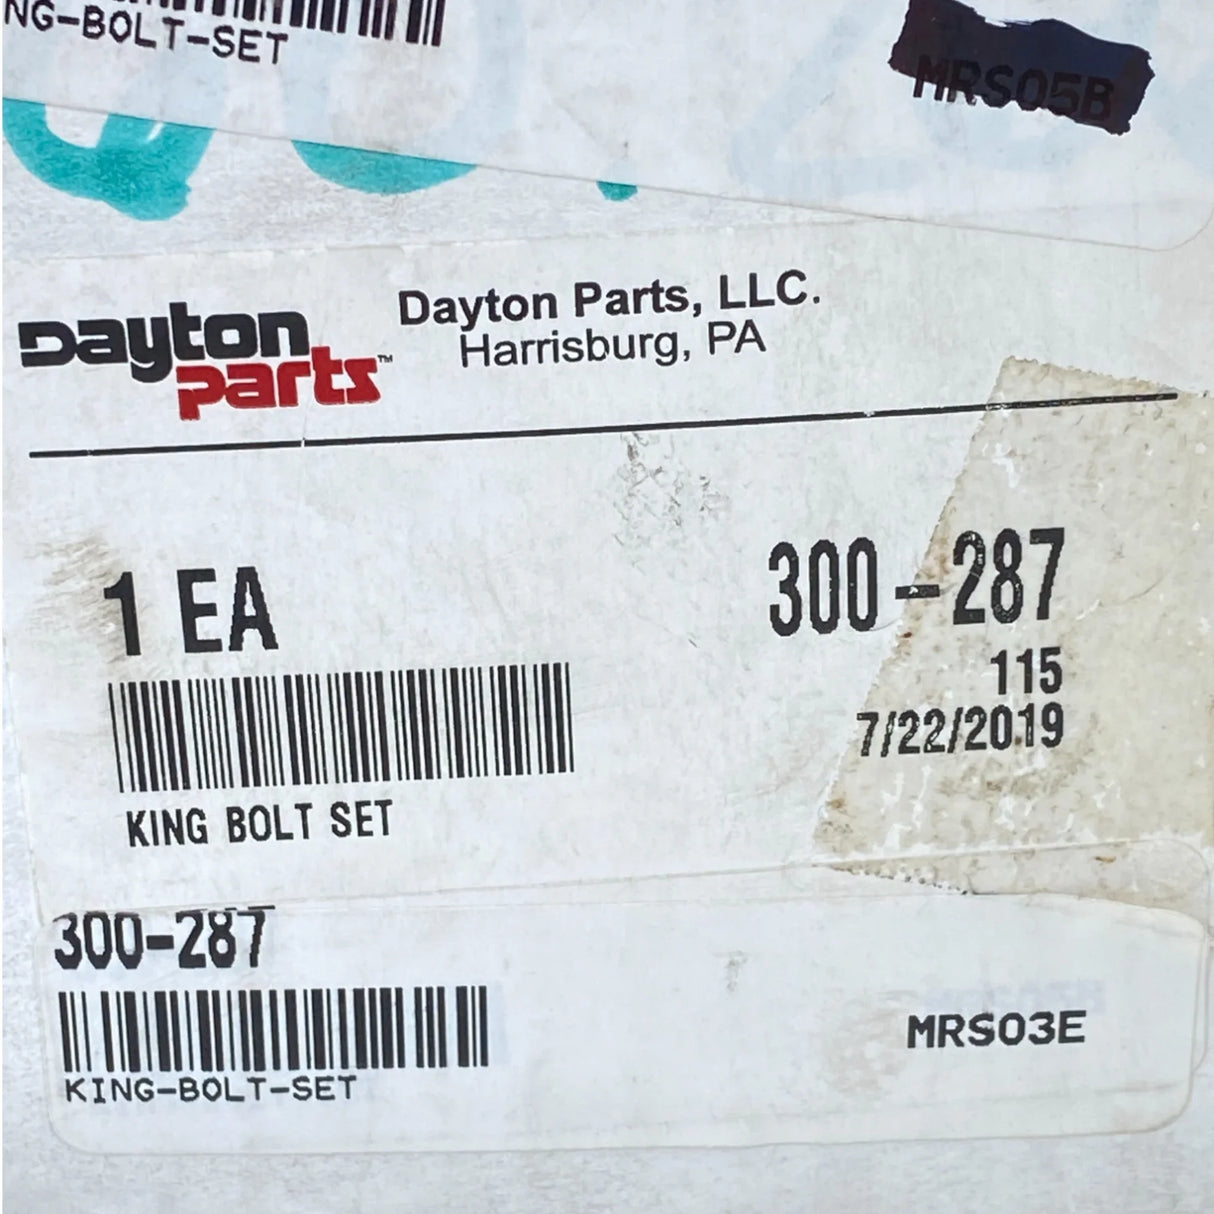 NG-BOLT-SET
MRS05B
Dayton
parts™
Dayton Parts, LLC.
Harrisburg, PA
1 EA
300-287
115
7/22/2019
KING BOLT SET
300-287
KING-BOLT-SET
MRS03E